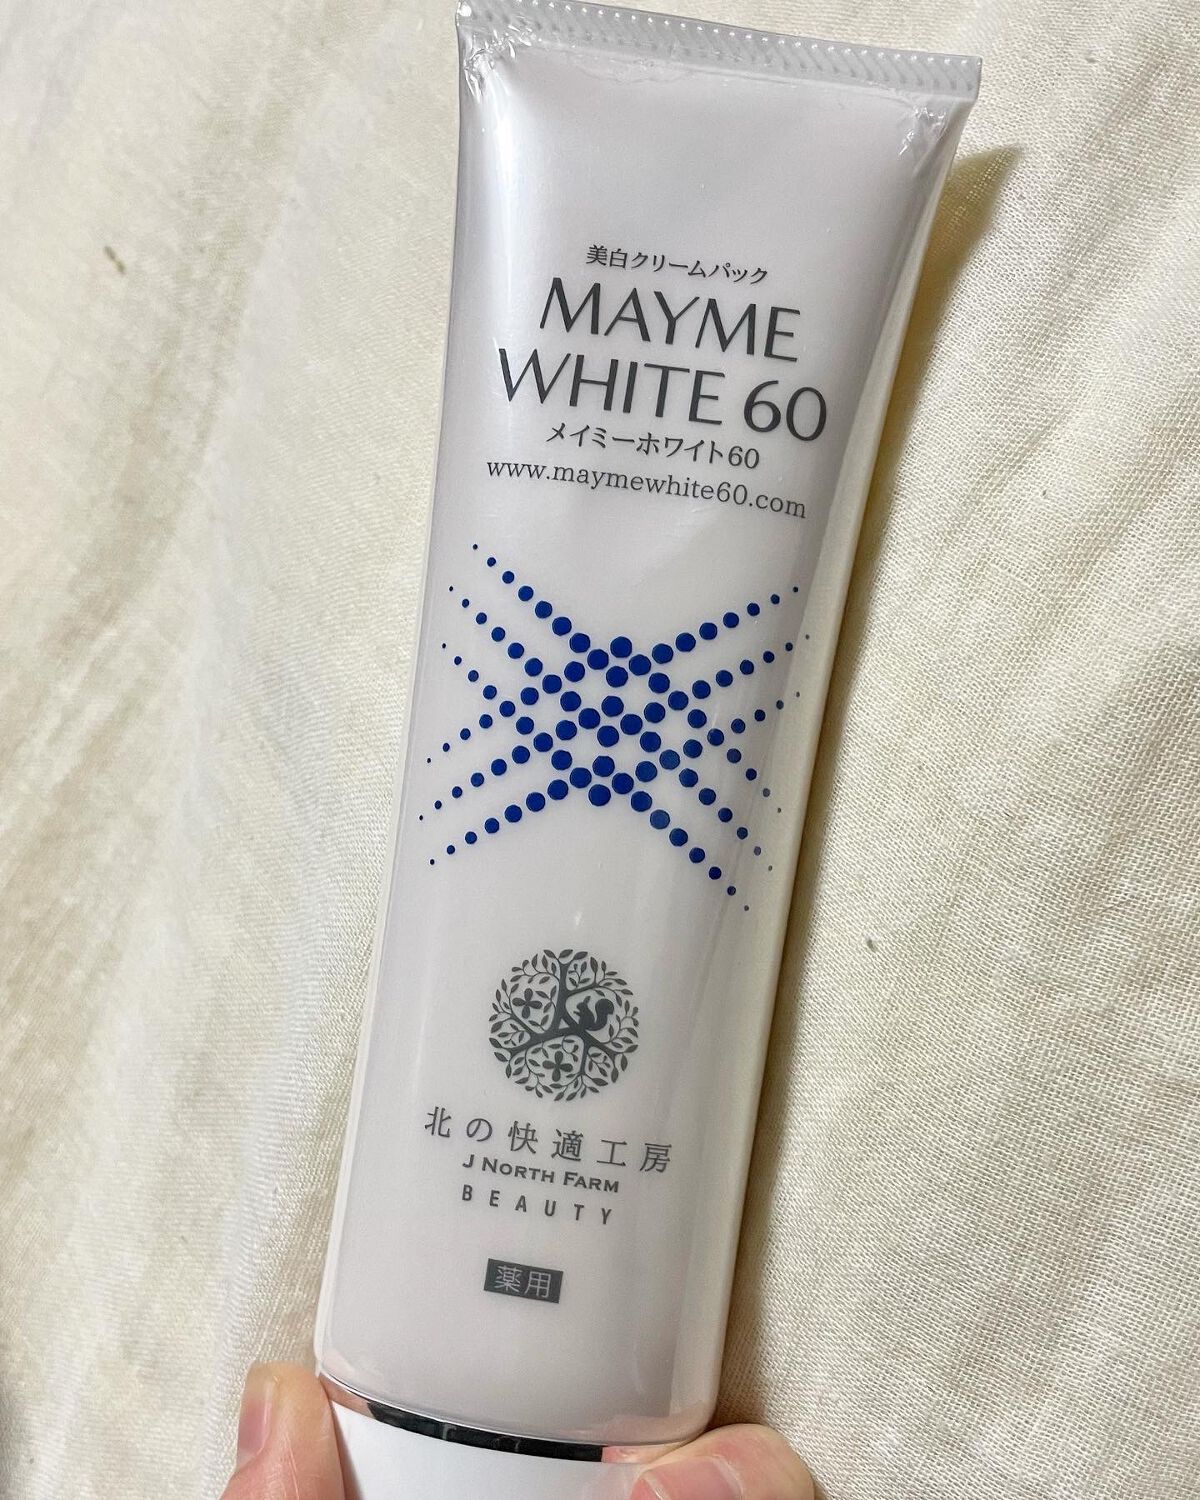 美白クリームパック
MAYME
WHITE 60
メイミーホワイト60
www.maymewhite60.com
北の快適工房
J NORTH FARM
BEAUTY
薬用